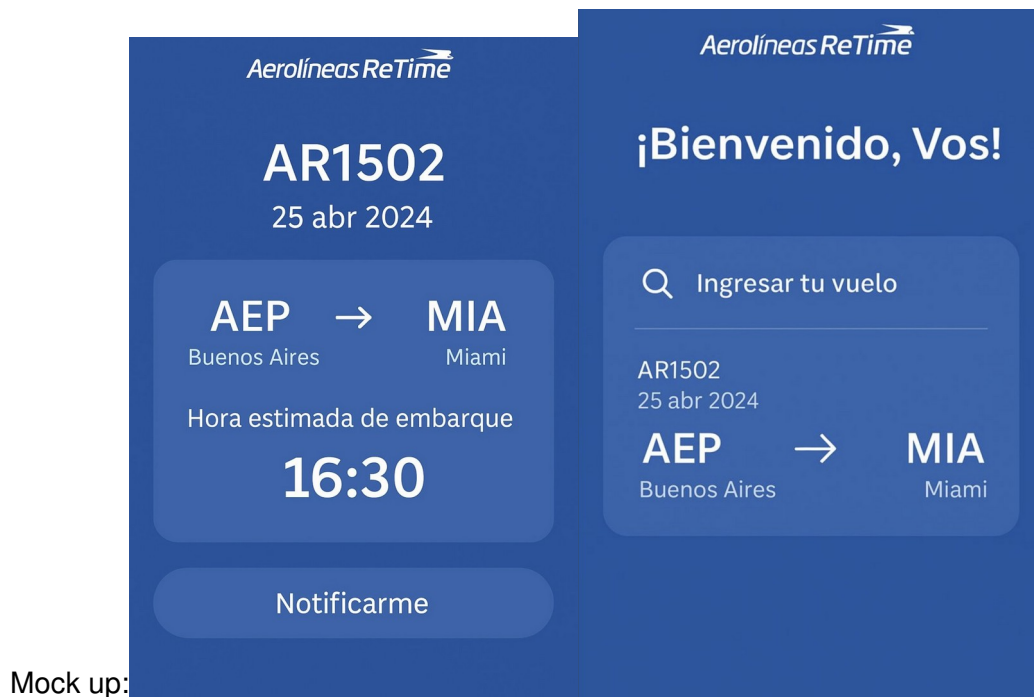 Aerolíneas ReTime
AR1502
25 abr 2024
AEP → MIA
Buenos Aires Miami
Hora estimada de embarque
16:30
Notificarme
Aerolíneas ReTime
¡Bienvenido, Vos!
Ingresar tu vuelo
AR1502
25 abr 2024
AEP → MIA
Buenos Aires Miami
Mock up: